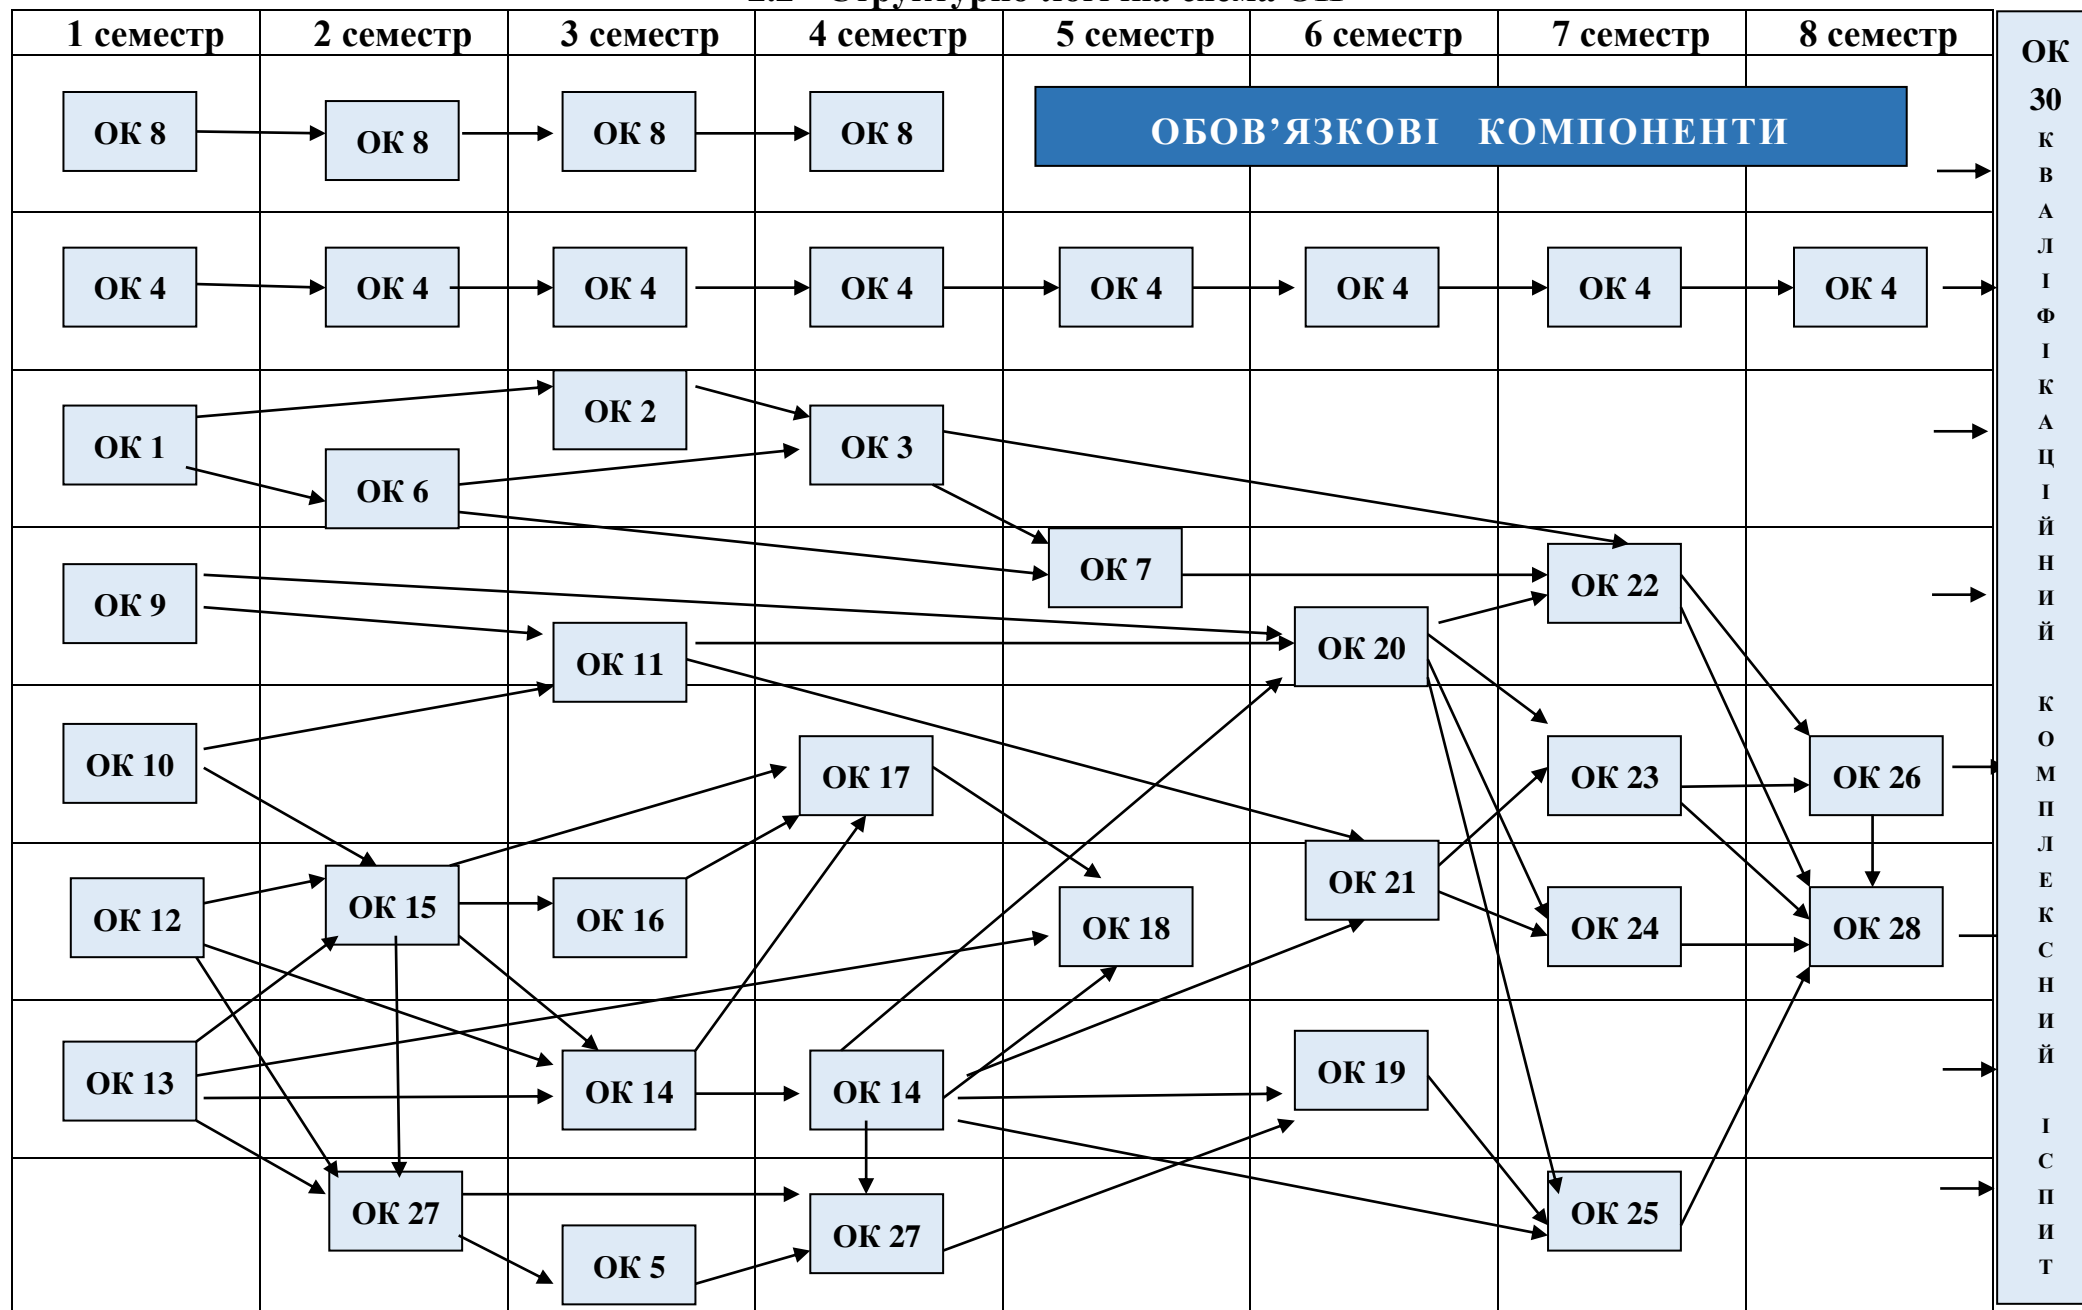 1 семестр 2 семестр 3 семестр 4 семестр 5 семестр 6 семестр 7 семестр 8 семестр
ОК 8 ОК 8 ОК 8 ОК 8 ОБОВ’ЯЗКОВІ КОМПОНЕНТИ
ОК 4 ОК 4 ОК 4 ОК 4 ОК 4 ОК 4 ОК 4 ОК 4
ОК 2
ОК 1 ОК 3
ОК 6
ОК 7 ОК 22
ОК 9
ОК 11 ОК 20
ОК 10 ОК 17 ОК 23 ОК 26
ОК 21
ОК 12 ОК 15 ОК 16 ОК 18 ОК 24 ОК 28
ОК 13 ОК 14 ОК 14 ОК 19
ОК 27 ОК 27 ОК 25
ОК 5
ОК
30
К
В
А
Л
І
Ф
І
К
А
Ц
І
Й
Н
И
Й
К
О
М
П
Л
Е
К
С
Н
И
Й
І
С
П
И
Т